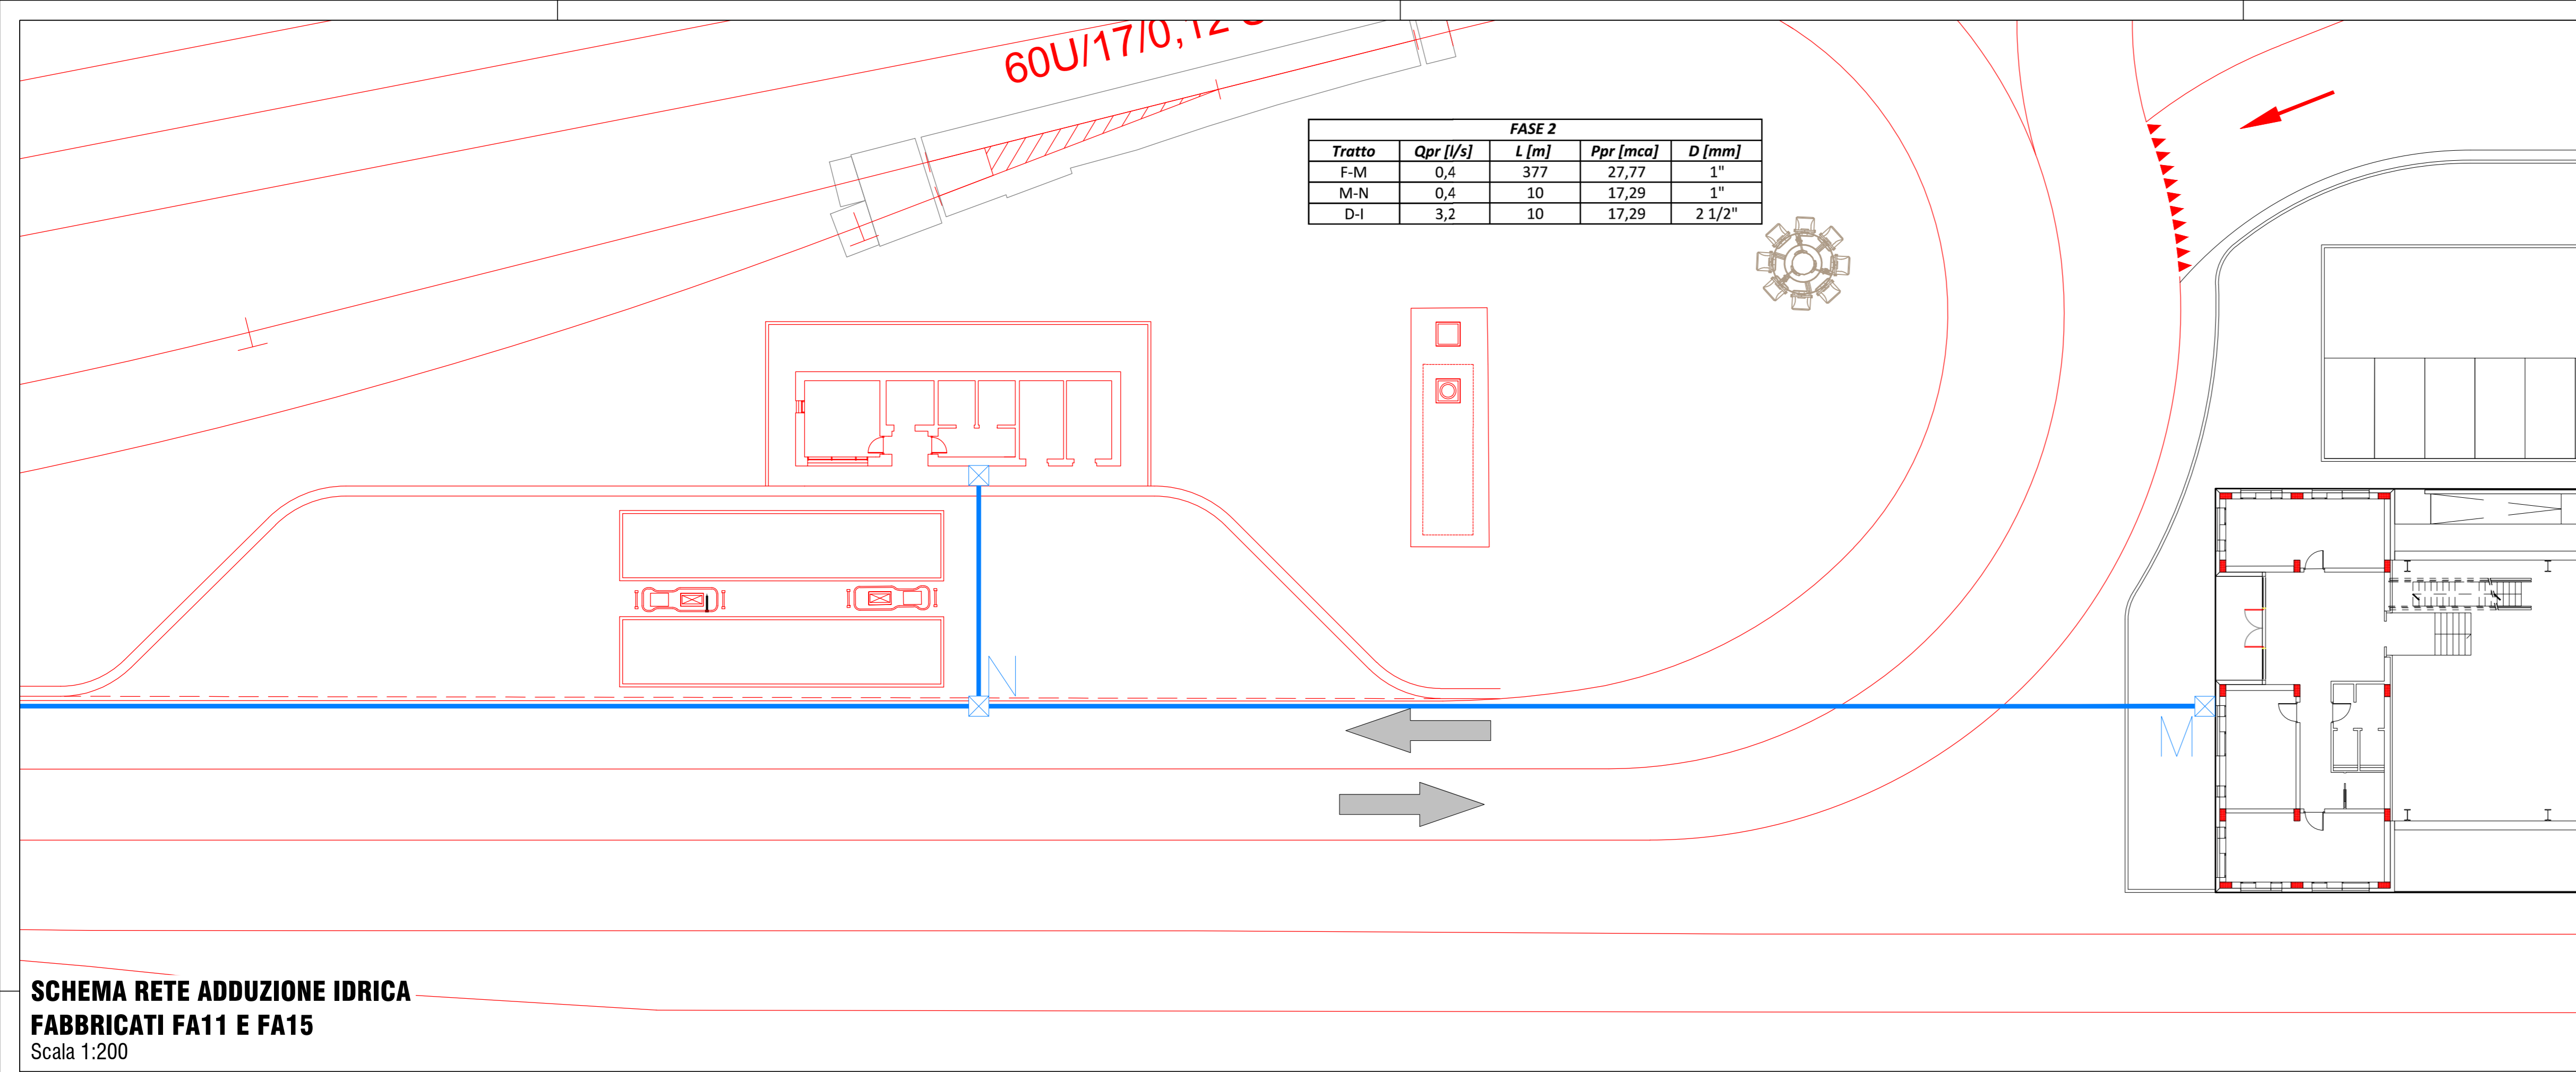 60U/17/0,12
FASE 2
Tratto Qpr [l/s] L [m] Ppr [mca] D [mm]
F-M 0,4 377 27,77 1"
M-N 0,4 10 17,29 1"
D-I 3,2 10 17,29 2 1/2"
N
M
SCHEMA RETE ADDUZIONE IDRICA
FABBRICATI FA11 E FA15
Scala 1:200